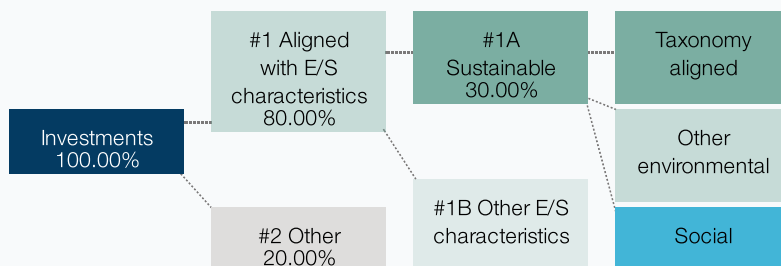 Investments
100.00%
#1 Aligned
with E/S
characteristics
80.00%
#2 Other
20.00%
#1A
Sustainable
30.00%
#1B Other E/S
characteristics
Taxonomy
aligned
Other
environmental
Social